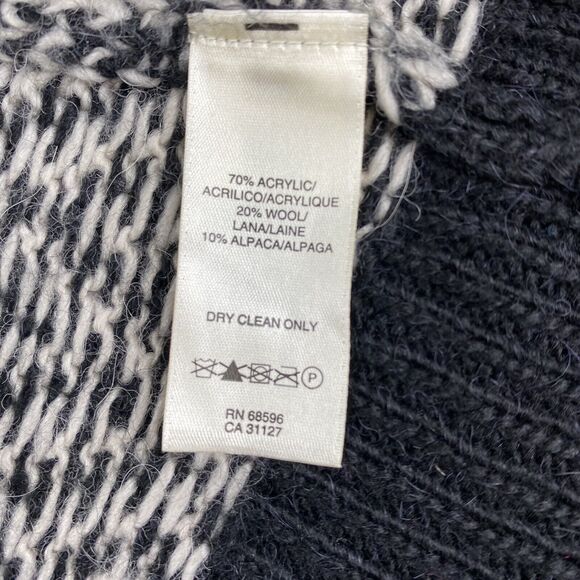 70% ACRYLIC/
ACRILICO/ACRYLIQUE
20% WOOL/
LANA/LAINE
10% ALPACA/ALPAGA
DRY CLEAN ONLY
P
RN 68596
CA 31127